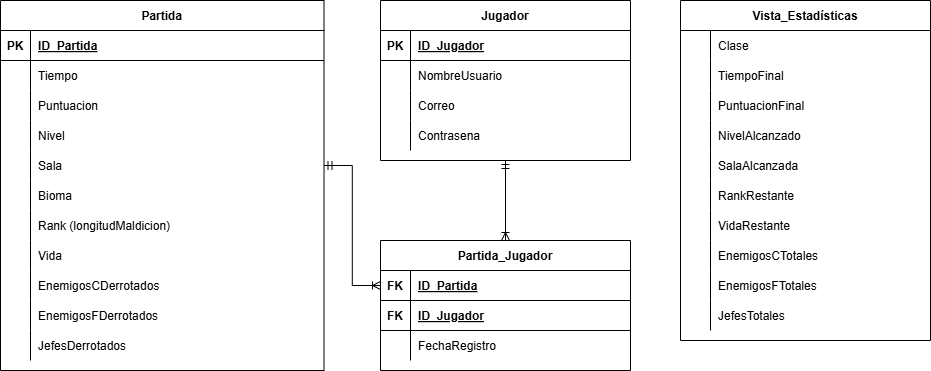 Partida
PK ID_Partida
Tiempo
Puntuacion
Nivel
Sala
Bioma
Rank (longitudMaldicion)
Vida
EnemigosCDerrotados
EnemigosFDerrotados
JefesDerrotados
Jugador
PK ID_Jugador
NombreUsuario
Correo
Contrasena
Partida_Jugador
FK ID_Partida
FK ID_Jugador
FechaRegistro
Vista_Estadísticas
Clase
TiempoFinal
PuntuacionFinal
NivelAlcanzado
SalaAlcanzada
RankRestante
VidaRestante
EnemigosCTotales
EnemigosFTotales
JefesTotales